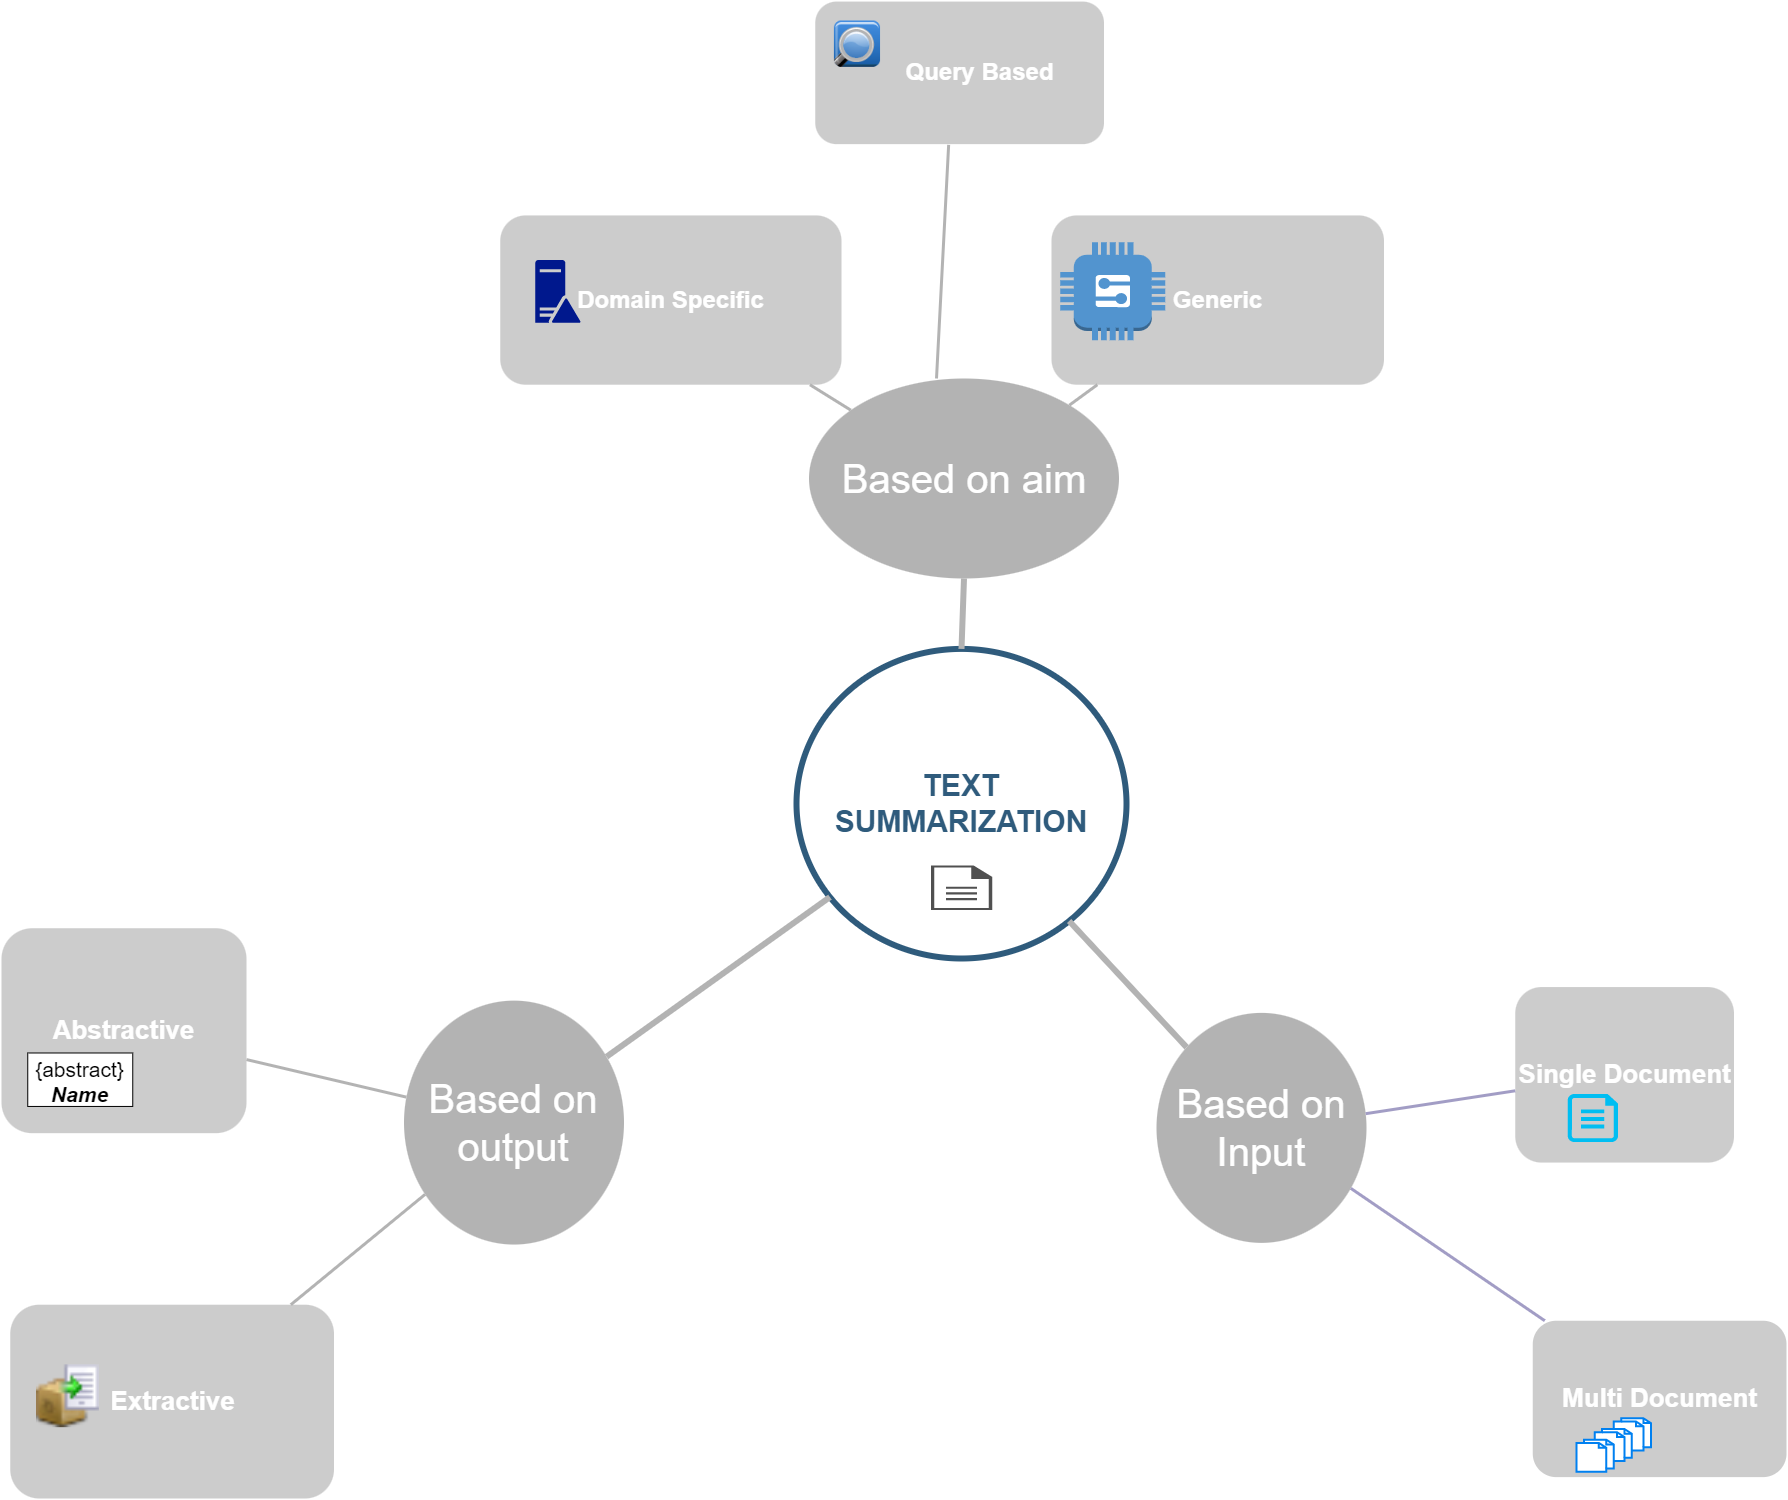 Query Based
Domain Specific
Generic
Based on aim
TEXT
SUMMARIZATION
Abstractive
{abstract}
Name
Based on
output
Based on
Input
Single Document
Extractive
Multi Document